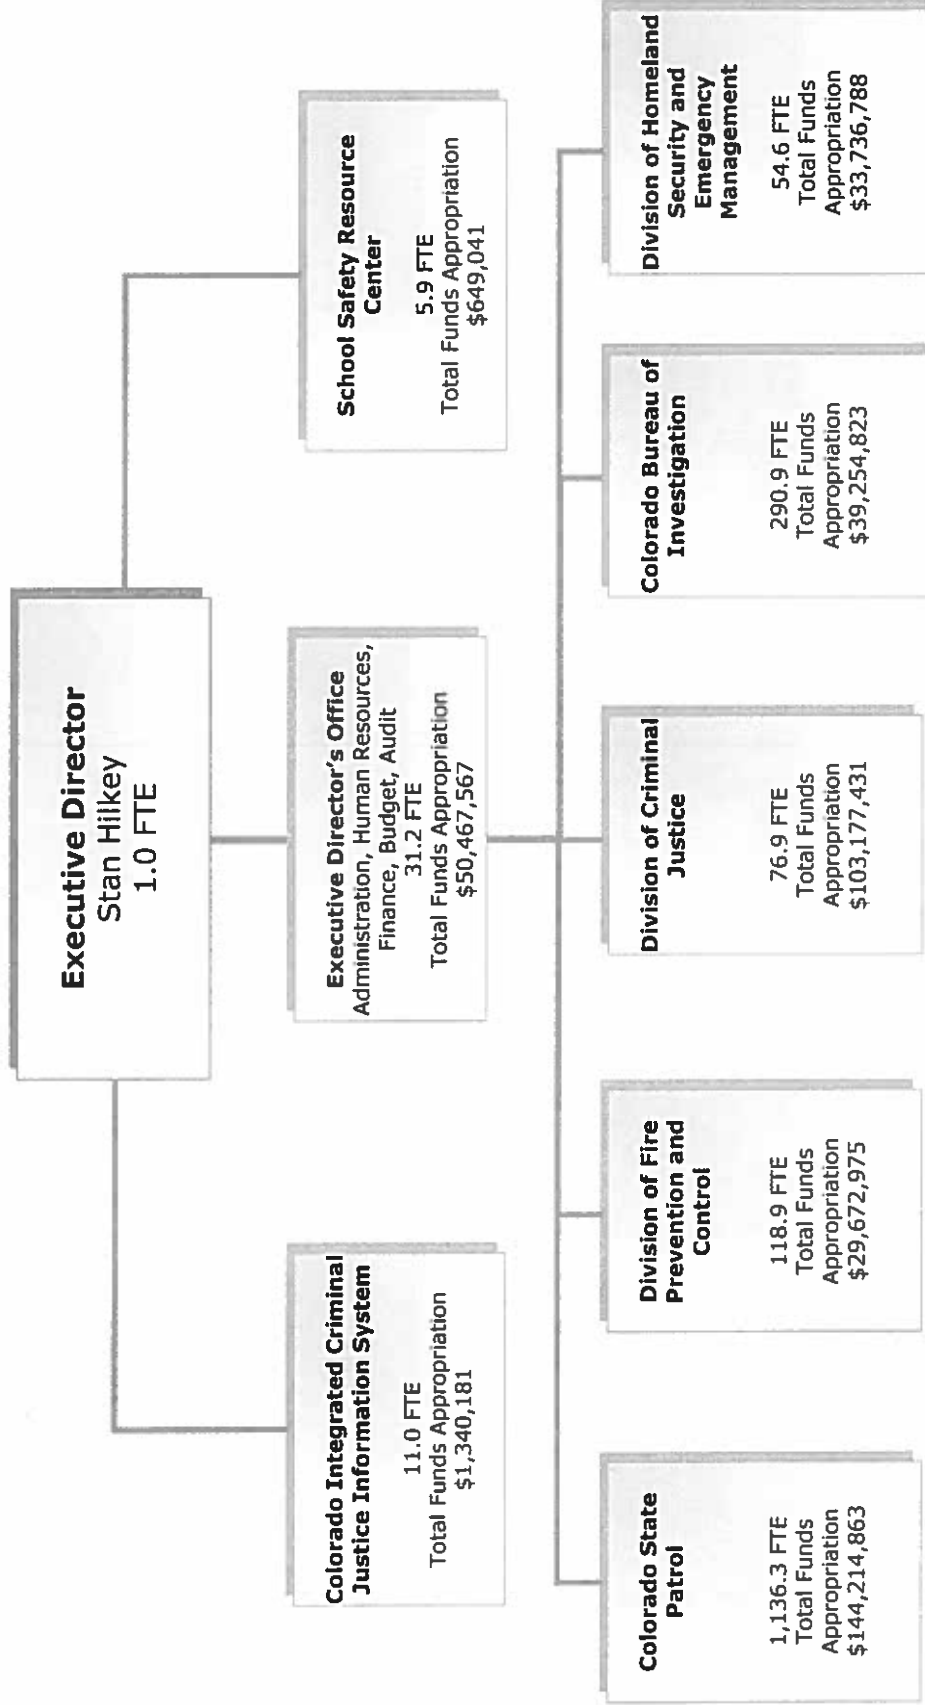 Executive Director
Stan Hilkey
1.0 FTE
Colorado Integrated Criminal
Justice Information System
11.0 FTE
Total Funds Appropriation
$1,340,181
Executive Director's Office
Administration, Human Resources,
Finance, Budget, Audit
31.2 FTE
Total Funds Appropriation
$50,467,567
School Safety Resource
Center
5.9 FTE
Total Funds Appropriation
$649,041
Colorado State
Patrol
1,136.3 FTE
Total Funds
Appropriation
$144,214,863
Division of Fire
Prevention and
Control
118.9 FTE
Total Funds
Appropriation
$29,672,975
Division of Criminal
Justice
76.9 FTE
Total Funds
Appropriation
$103,177,431
Colorado Bureau of
Investigation
290.9 FTE
Total Funds
Appropriation
$39,254,823
Division of Homeland
Security and
Emergency
Management
54.6 FTE
Total Funds
Appropriation
$33,736,788